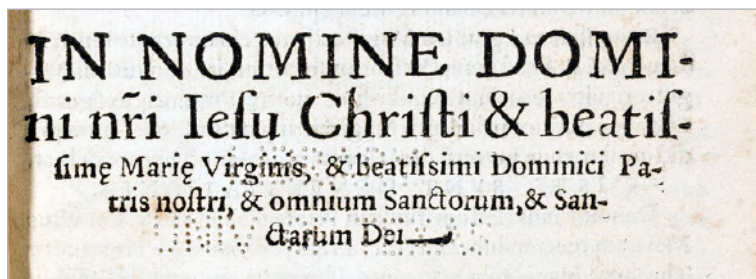 IN NOMINE DOMI-
ni nr̃i Ieſu Chriſti & beatiſ-
ſimę Marię Virginis, & beatiſsimi Dominici Pa-
tris noſtri, & omnium Sanctorum, & San-
ctarum Dei